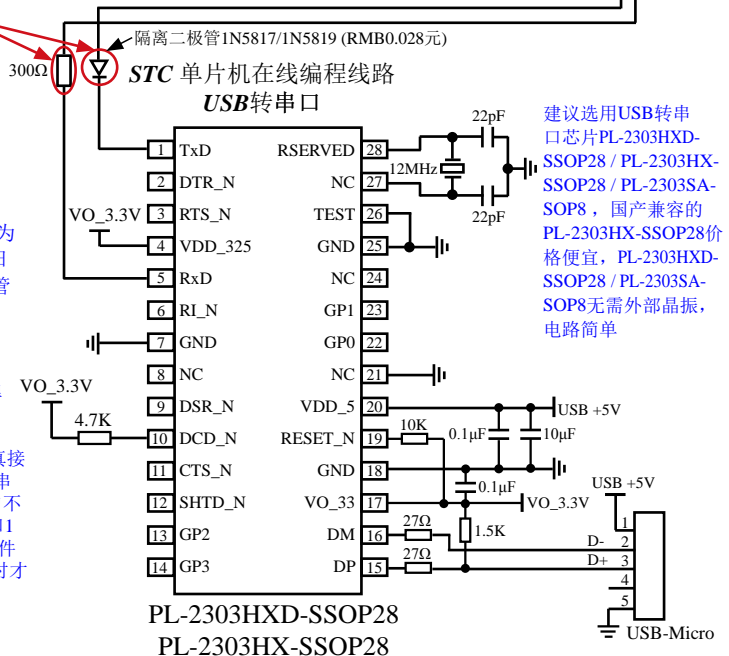 隔离二极管1N5817/1N5819 (RMB0.028元)
300Ω
STC 单片机在线编程线路
USB转串口
22pF
12MHz
22pF
建议选用USB转串
口芯片PL-2303HXD-
SSOP28 / PL-2303HX-
SSOP28 / PL-2303SA-
SOP8 ，国产兼容的
PL-2303HX-SSOP28价
格便宜，PL-2303HXD-
SSOP28 / PL-2303SA-
SOP8无需外部晶振，
电路简单
1 TxD RSERVED 28
2 DTR_N NC 27
VO_3.3V
3 RTS_N TEST 26
4 VDD_325 GND 25
5 RxD NC 24
6 RI_N GP1 23
7 GND GP0 22
8 NC NC 21
VO_3.3V
9 DSR_N VDD_5 20
4.7K
10 DCD_N RESET_N 19
11 CTS_N GND 18
12 SHTD_N VO_33 17
13 GP2 DM 16
14 GP3 DP 15
为
管
接
串
不
件
时才
10K
0.1μF
10μF
USB +5V
0.1μF
VO_3.3V
1.5K
27Ω
27Ω
USB +5V
D-
D+
1
2
3
4
5
USB-Micro
PL-2303HXD-SSOP28
PL-2303HX-SSOP28